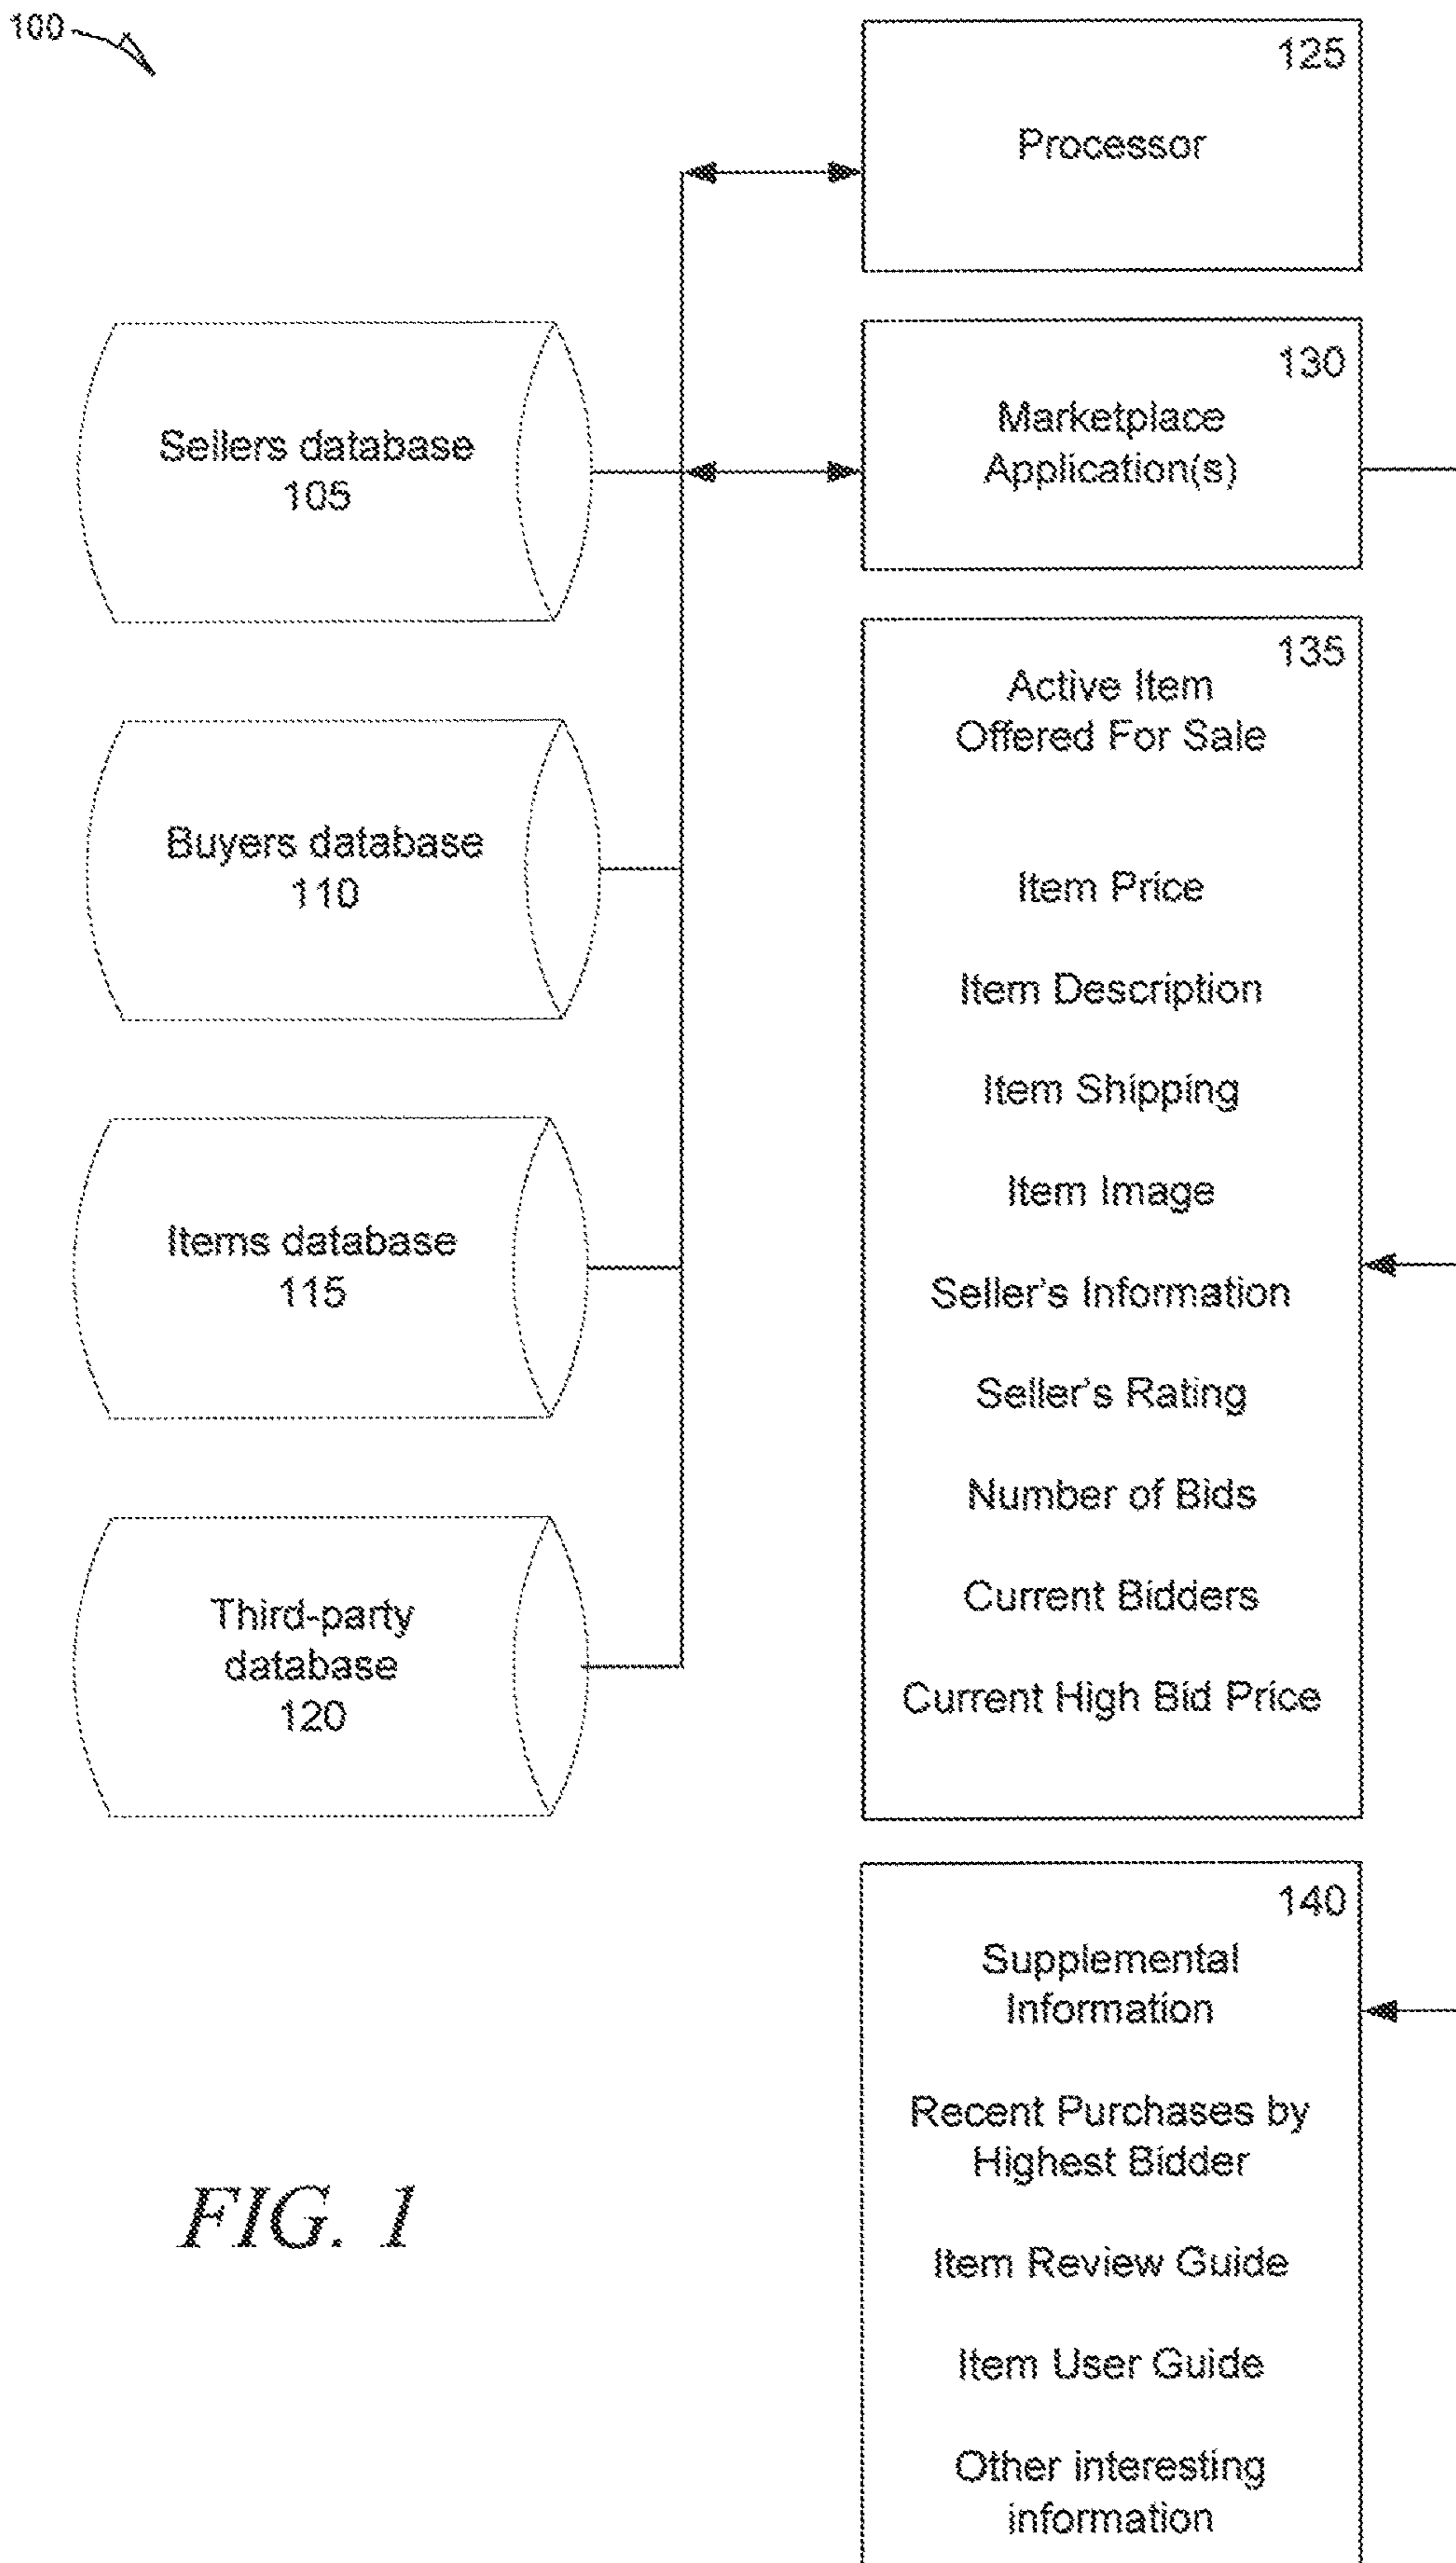 100
125
Processor
130
Marketplace
Application(s)
Sellers database
105
135
Active Item
Offered For Sale
Item Price
Item Description
Item Shipping
Item Image
Seller's Information
Seller's Rating
Number of Bids
Current Bidders
Current High Bid Price
Buyers database
110
Items database
115
Third-party
database
120
140
Supplemental
Information
Recent Purchases by
Highest Bidder
Item Review Guide
Item User Guide
Other interesting
information
FIG. 1